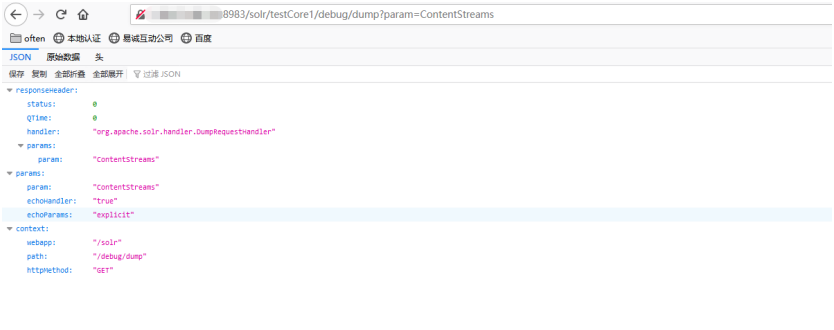 8983/solr/testCore1/debug/dump?param=ContentStreams
often 本地认证 易诚互动公司 百度
JSON 原始数据 头
保存 复制 全部折叠 全部展开 过滤 JSON
responseHeader:
status: 0
QTime: 0
handler: "org.apache.solr.handler.DumpRequestHandler"
params:
param: "ContentStreams"
params:
param: "ContentStreams"
echoHandler: "true"
echoParams: "explicit"
context:
webapp: "/solr"
path: "/debug/dump"
httpMethod: "GET"